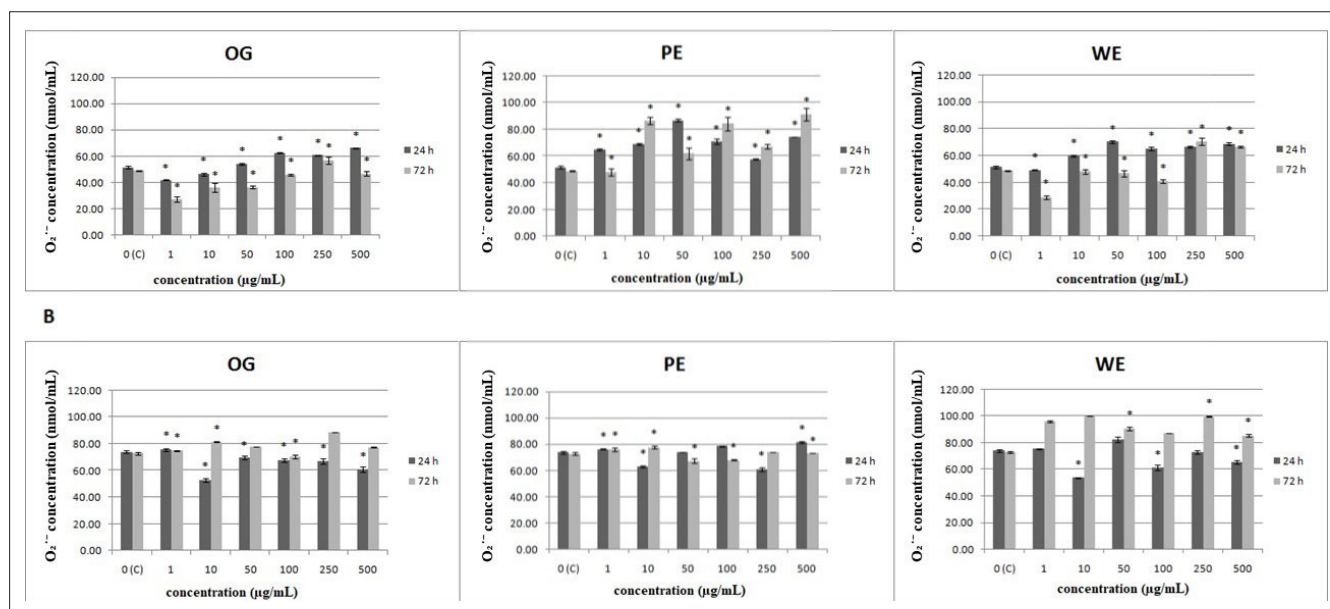 OG
O₂˙⁻ concentration (nmol/mL)
120.00
100.00
80.00
60.00
40.00
20.00
0.00
* * * * * * * * * * * *
0 (C) 1 10 50 100 250 500
concentration (µg/mL)
24 h
72 h
PE
O₂˙⁻ concentration (nmol/mL)
120.00
100.00
80.00
60.00
40.00
20.00
0.00
* * * * * * * * * * * *
0 (C) 1 10 50 100 250 500
concentration (µg/mL)
24 h
72 h
WE
O₂˙⁻ concentration (nmol/mL)
120.00
100.00
80.00
60.00
40.00
20.00
0.00
* * * * * * * * * * * *
0 (C) 1 10 50 100 250 500
concentration (µg/mL)
24 h
72 h
B
OG
O₂˙⁻ concentration (nmol/mL)
120.00
100.00
80.00
60.00
40.00
20.00
0.00
* * * * * * * * *
0 (C) 1 10 50 100 250 500
concentration (µg/mL)
24 h
72 h
PE
O₂˙⁻ concentration (nmol/mL)
120.00
100.00
80.00
60.00
40.00
20.00
0.00
* * * * * * * * *
0 (C) 1 10 50 100 250 500
concentration (µg/mL)
24 h
72 h
WE
O₂˙⁻ concentration (nmol/mL)
120.00
100.00
80.00
60.00
40.00
20.00
0.00
* * * * * *
0 (C) 1 10 50 100 250 500
concentration (µg/mL)
24 h
72 h